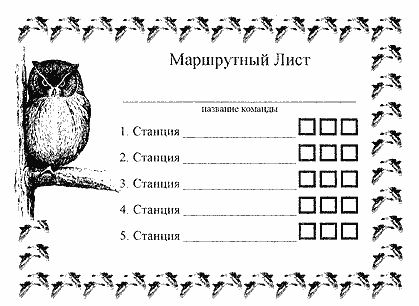 Маршрутный Лист
название команды
1. Станция
2. Станция
3. Станция
4. Станция
5. Станция